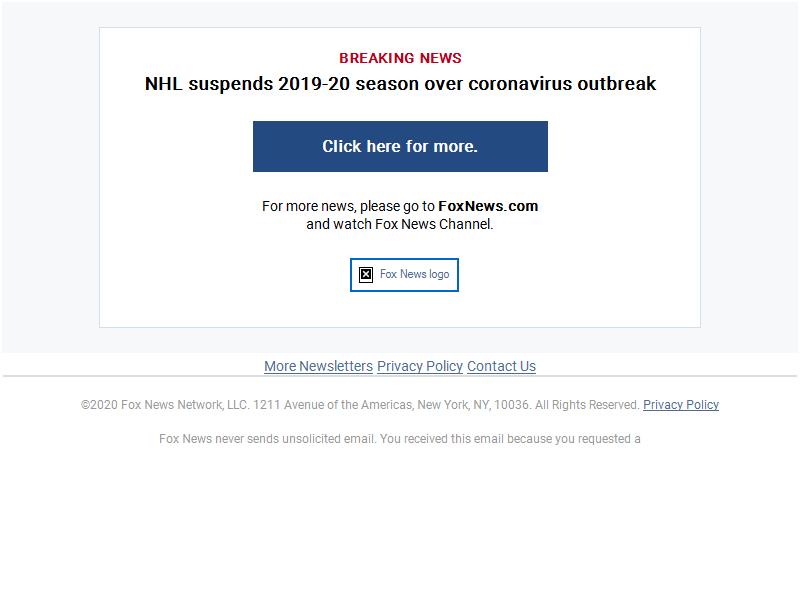 BREAKING NEWS
NHL suspends 2019-20 season over coronavirus outbreak
Click here for more.
For more news, please go to FoxNews.com
and watch Fox News Channel.
Fox News logo
More Newsletters Privacy Policy Contact Us
©2020 Fox News Network, LLC. 1211 Avenue of the Americas, New York, NY, 10036. All Rights Reserved. Privacy Policy
Fox News never sends unsolicited email. You received this email because you requested a